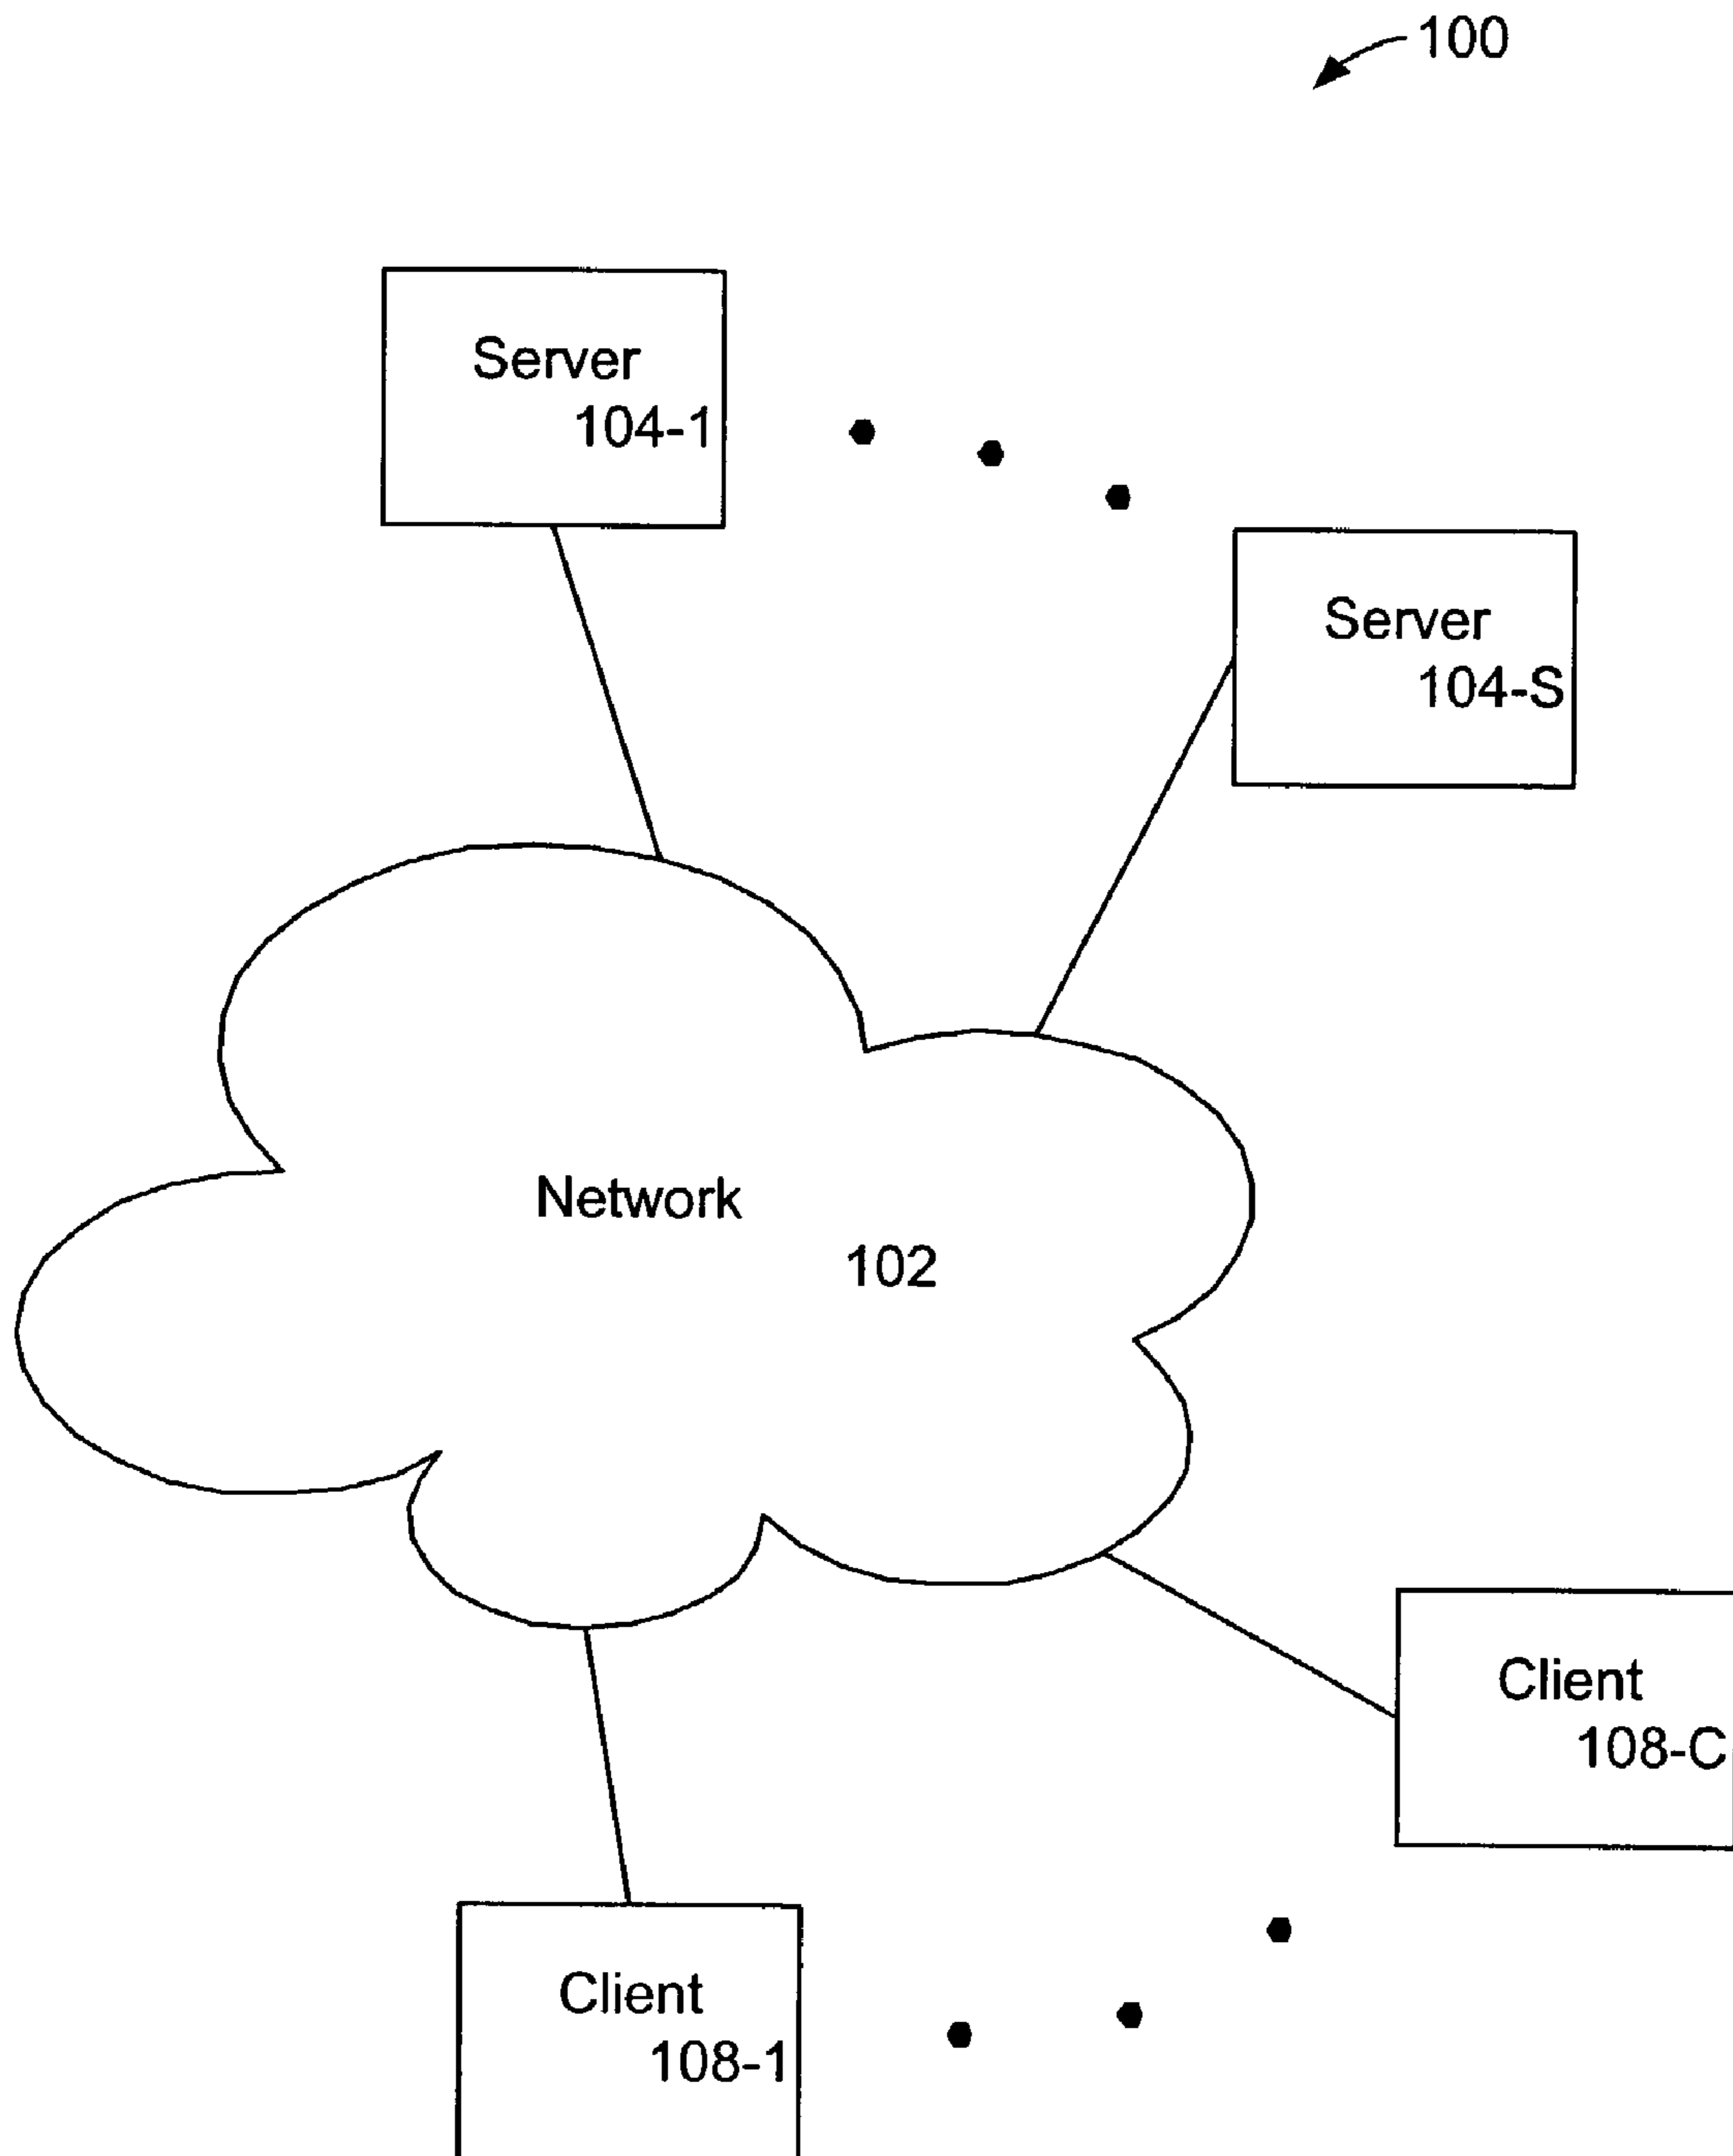 100
Server
104-1
Server
104-S
Network
102
Client
108-C
Client
108-1